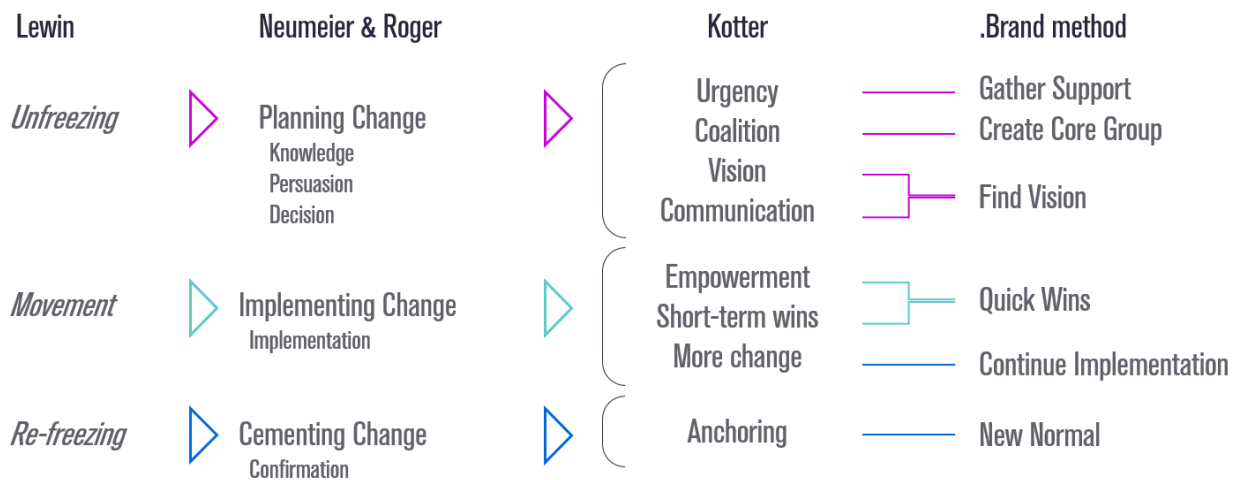 Lewin
Neumeier & Roger
Kotter
.Brand method
Unfreezing
Planning Change
Knowledge
Persuasion
Decision
Urgency
Coalition
Vision
Communication
Gather Support
Create Core Group
Find Vision
Movement
Implementing Change
Implementation
Empowerment
Short-term wins
More change
Quick Wins
Continue Implementation
Re-freezing
Cementing Change
Confirmation
Anchoring
New Normal